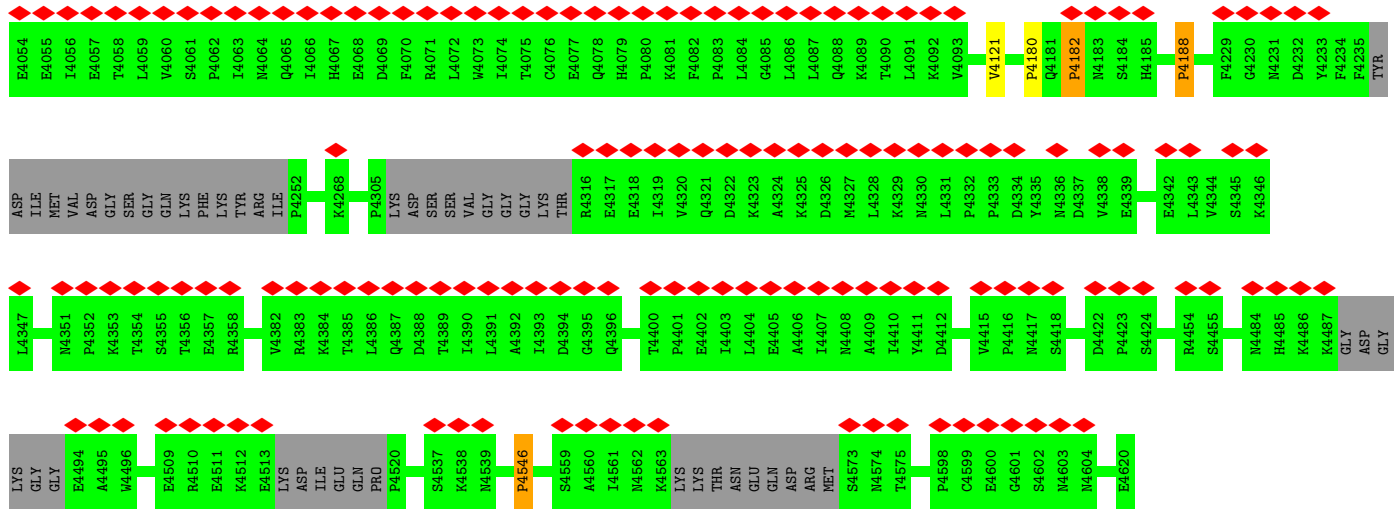 E4054 E4055 I4056 E4057 T4058 L4059 V4060 S4061 P4062 I4063 N4064 Q4065 I4066 H4067 E4068 D4069 F4070 R4071 L4072 W4073 I4074 T4075 C4076 E4077 Q4078 H4079 P4080 K4081 F4082 P4083 L4084 G4085 L4086 L4087 Q4088 K4089 T4090 L4091 K4092 V4093 V4121 P4180 Q4181 P4182 N4183 S4184 H4185 P4188 F4229 G4230 N4231 D4232 Y4233 F4234 F4235 TYR
ASP ILE MET VAL ASP GLY SER GLY GLN LYS PHE LYS TYR ARG ILE P4252 K4268 P4305 LYS ASP SER SER VAL GLY GLY GLY LYS THR R4316 E4317 E4318 I4319 V4320 Q4321 D4322 K4323 A4324 K4325 D4326 M4327 L4328 K4329 N4330 L4331 P4332 P4333 D4334 Y4335 N4336 D4337 V4338 E4339 E4342 L4343 V4344 S4345 K4346
L4347 N4351 P4352 K4353 T4354 S4355 T4356 E4357 R4358 V4382 R4383 K4384 T4385 L4386 Q4387 D4388 T4389 I4390 L4391 A4392 I4393 D4394 G4395 Q4396 T4400 P4401 E4402 I4403 L4404 E4405 A4406 I4407 N4408 A4409 I4410 Y4411 D4412 V4415 P4416 N4417 S4418 D4422 P4423 S4424 R4454 S4455 N4484 H4485 K4486 K4487 GLY ASP GLY
LYS GLY GLY E4494 A4495 W4496 E4509 R4510 E4511 K4512 E4513 LYS ASP ILE GLU GLN PRO P4520 S4537 K4538 N4539 P4546 S4559 A4560 I4561 N4562 K4563 LYS LYS THR ASN GLU GLN ASP ARG MET S4573 N4574 T4575 P4598 C4599 E4600 G4601 S4602 N4603 N4604 E4620